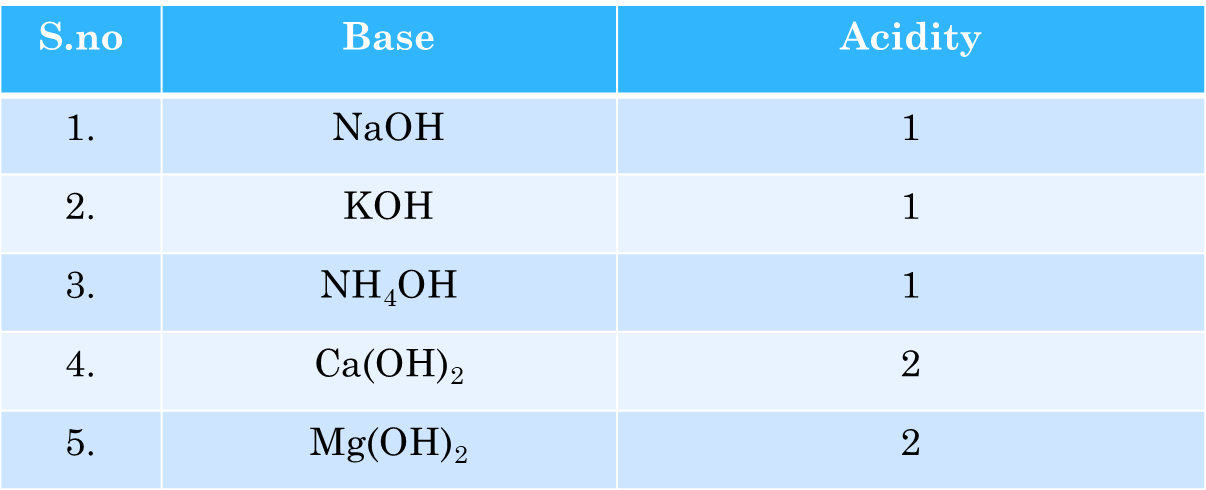 S.no Base Acidity
1. NaOH 1
2. KOH 1
3. NH₄OH 1
4. Ca(OH)₂ 2
5. Mg(OH)₂ 2